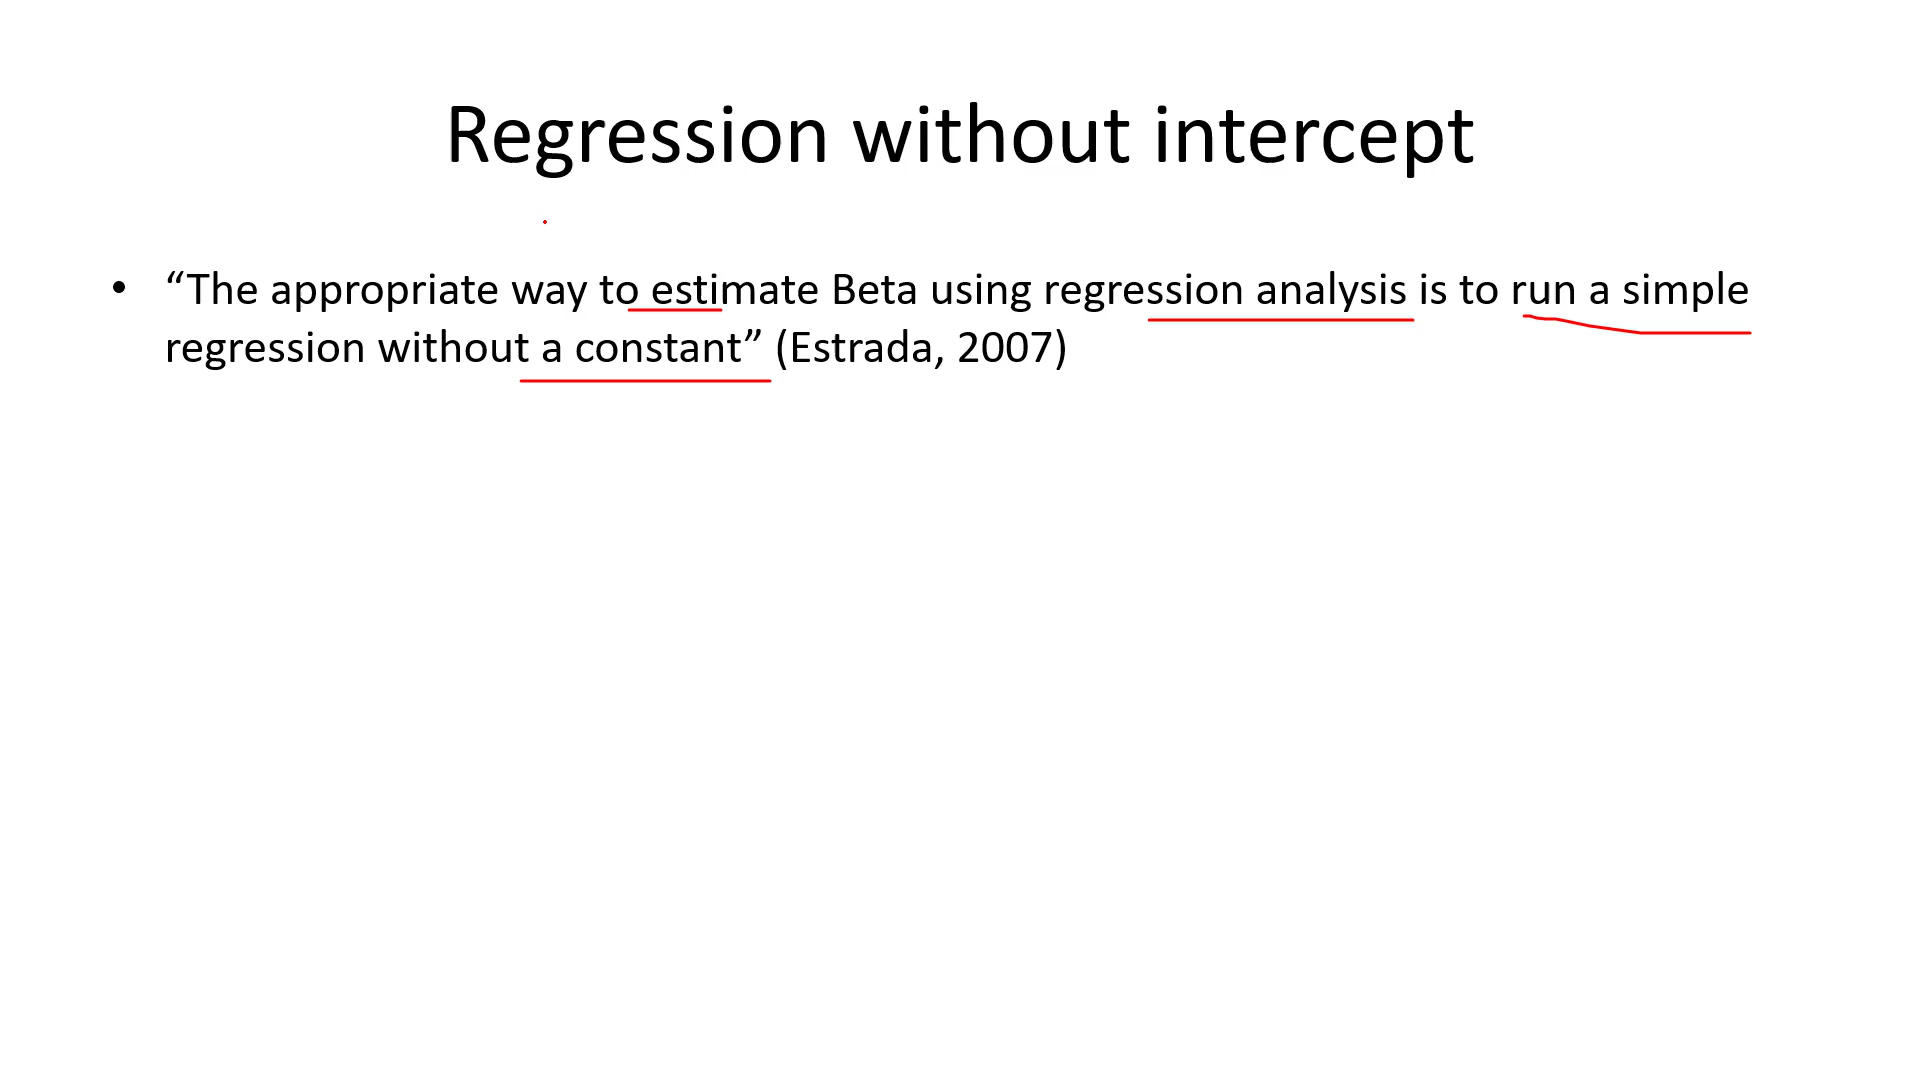 Regression without intercept
• “The appropriate way to estimate Beta using regression analysis is to run a simple
regression without a constant” (Estrada, 2007)